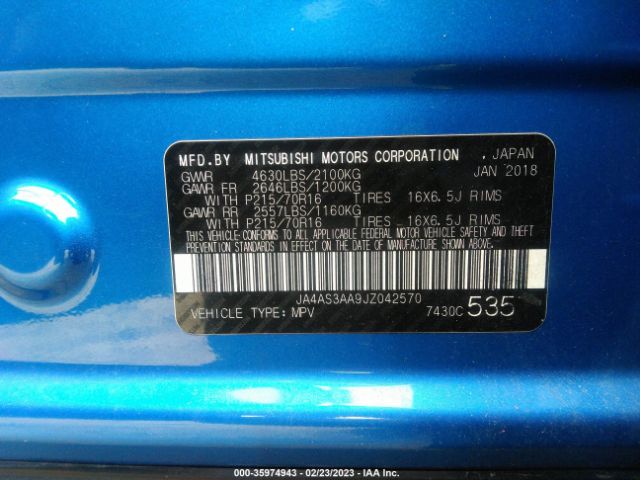 MFD.BY MITSUBISHI MOTORS CORPORATION , JAPAN
GVWR 4630LBS/2100KG JAN 2018
GAWR FR 2646LBS/1200KG
WITH P215/70R16 TIRES 16X6.5J RIMS
GAWR RR 2557LBS/1160KG
WITH P215/70R16 TIRES 16X6.5J RIMS
THIS VEHICLE CONFORMS TO ALL APPLICABLE FEDERAL MOTOR VEHICLE SAFETY AND THEFT
PREVENTION STANDARDS IN EFFECT ON THE DATE OF MANUFACTURE SHOWN ABOVE.
JA4AS3AA9JZ042570
VEHICLE TYPE: MPV 7430C 535
000-35974943 - 02/23/2023 - IAA Inc.